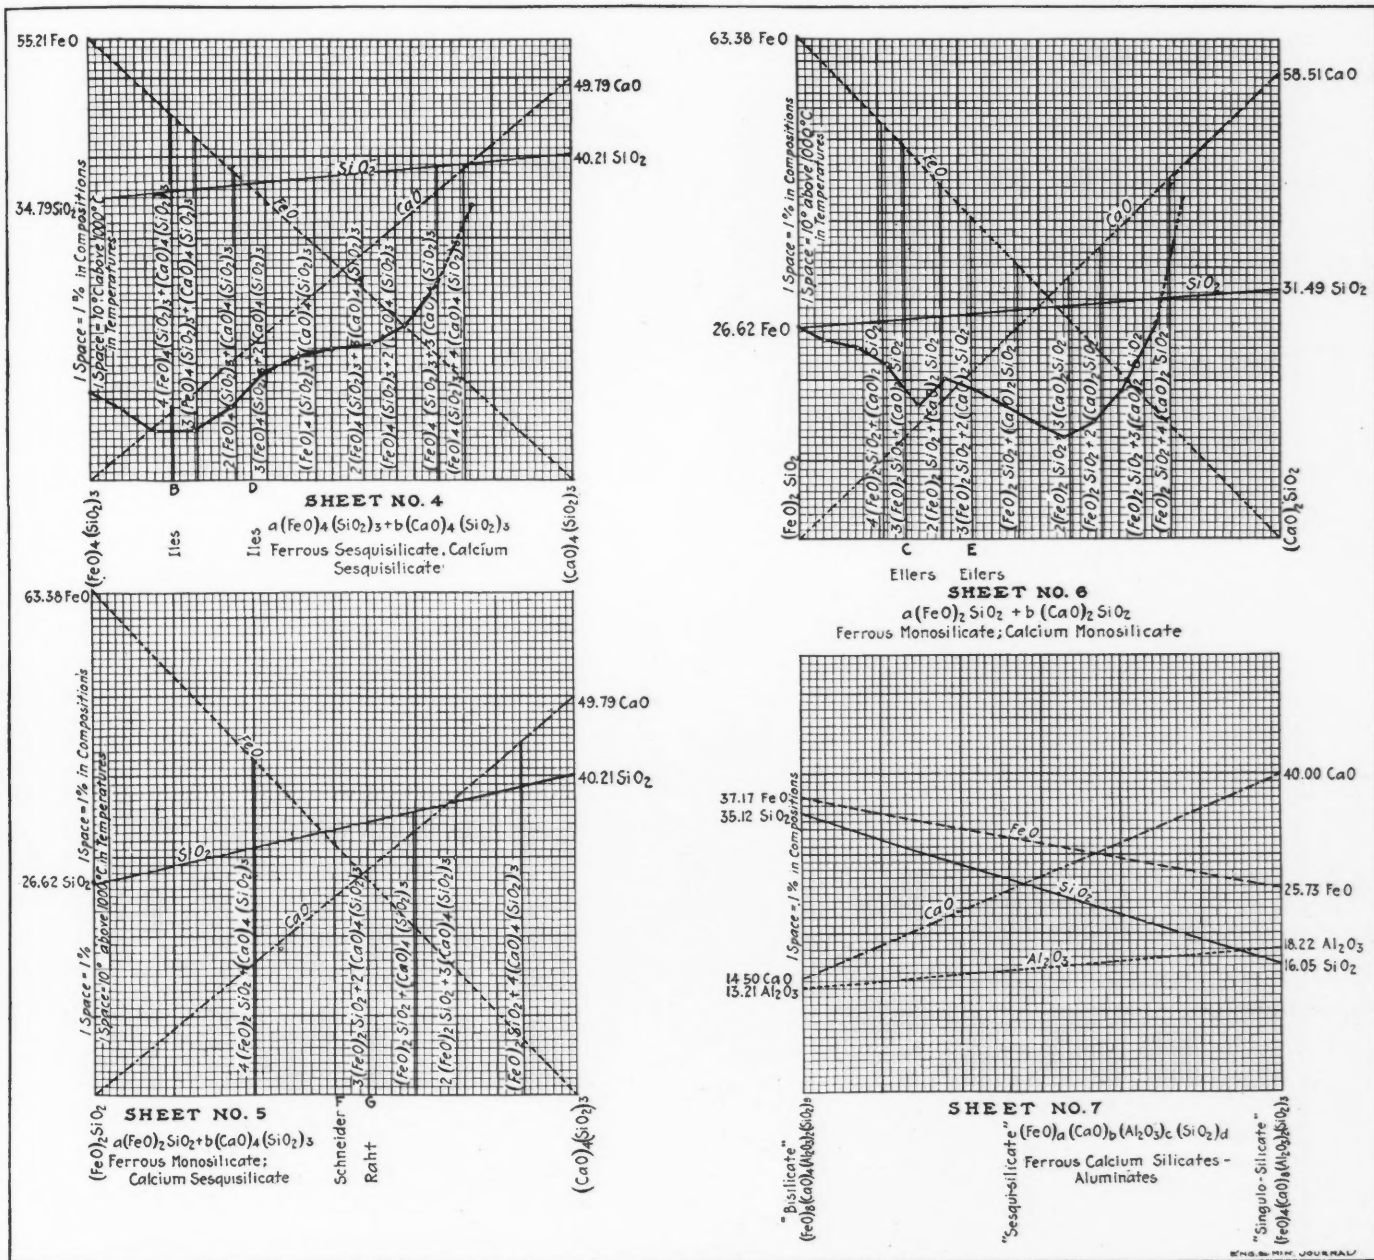 55.21 FeO
49.79 CaO
40.21 SiO2
34.79 SiO2
1 Space = 1% in Compositions
1 Space = 10°C above 1000°C
in Temperatures
SiO2
FeO
CaO
4(FeO)4(SiO2)3+(CaO)4(SiO2)3
3(FeO)4(SiO2)3+(CaO)4(SiO2)3
2(FeO)4(SiO2)3+(CaO)4(SiO2)3
3(FeO)4(SiO2)3+2(CaO)4(SiO2)3
(FeO)4(SiO2)3+(CaO)4(SiO2)3
2(FeO)4(SiO2)3+3(CaO)4(SiO2)3
(FeO)4(SiO2)3+2(CaO)4(SiO2)3
(FeO)4(SiO2)3+3(CaO)4(SiO2)3
(FeO)4(SiO2)3+4(CaO)4(SiO2)3
(FeO)4(SiO2)3
B
D
(CaO)4(SiO2)3
Iles
Iles
SHEET NO. 4
a(FeO)4(SiO2)3+b(CaO)4(SiO2)3
Ferrous Sesquisilicate, Calcium
Sesquisilicate
63.38 FeO
58.51 CaO
31.49 SiO2
26.62 FeO
1 Space = 1% in Compositions
1 Space = 10° above 1000°C
in Temperatures
FeO
CaO
SiO2
4(FeO)2 SiO2+(CaO)2 SiO2
3(FeO)2 SiO2+(CaO)2 SiO2
2(FeO)2 SiO2+(CaO)2 SiO2
3(FeO)2 SiO2+2(CaO)2 SiO2
(FeO)2 SiO2+(CaO)2 SiO2
2(FeO)2 SiO2+3(CaO)2 SiO2
(FeO)2 SiO2+2(CaO)2 SiO2
(FeO)2 SiO2+3(CaO)2 SiO2
(FeO)2 SiO2+4(CaO)2 SiO2
(FeO)2 SiO2
C
E
(CaO)2 SiO2
Eilers Eilers
SHEET NO. 6
a(FeO)2 SiO2 + b(CaO)2 SiO2
Ferrous Monosilicate; Calcium Monosilicate
63.38 FeO
49.79 CaO
40.21 SiO2
26.62 SiO2
1 Space = 1% 1 Space = 1% in Compositions
1 Space = 10° above 1000°C in Temperatures
FeO
SiO2
CaO
4(FeO)2 SiO2+(CaO)4(SiO2)3
3(FeO)2 SiO2+2(CaO)4(SiO2)3
(FeO)2 SiO2+(CaO)4(SiO2)3
2(FeO)2 SiO2+3(CaO)4(SiO2)3
(FeO)2 SiO2+4(CaO)4(SiO2)3
(FeO)2 SiO2
F
G
(CaO)4(SiO2)3
Schneider
Raht
SHEET NO. 5
a(FeO)2 SiO2+b(CaO)4(SiO2)3
Ferrous Monosilicate;
Calcium Sesquisilicate
37.17 FeO
35.12 SiO2
14.50 CaO
13.21 Al2O3
40.00 CaO
25.73 FeO
18.22 Al2O3
16.05 SiO2
1 Space = 1% in Compositions
FeO
SiO2
CaO
Al2O3
SHEET NO. 7
(FeO)a(CaO)b(Al2O3)c(SiO2)d
Ferrous Calcium Silicates-
Aluminates
"Bisilicate"
"Sesqui-silicate"
"Singulo-Silicate"
ENG. & MIN. JOURNAL